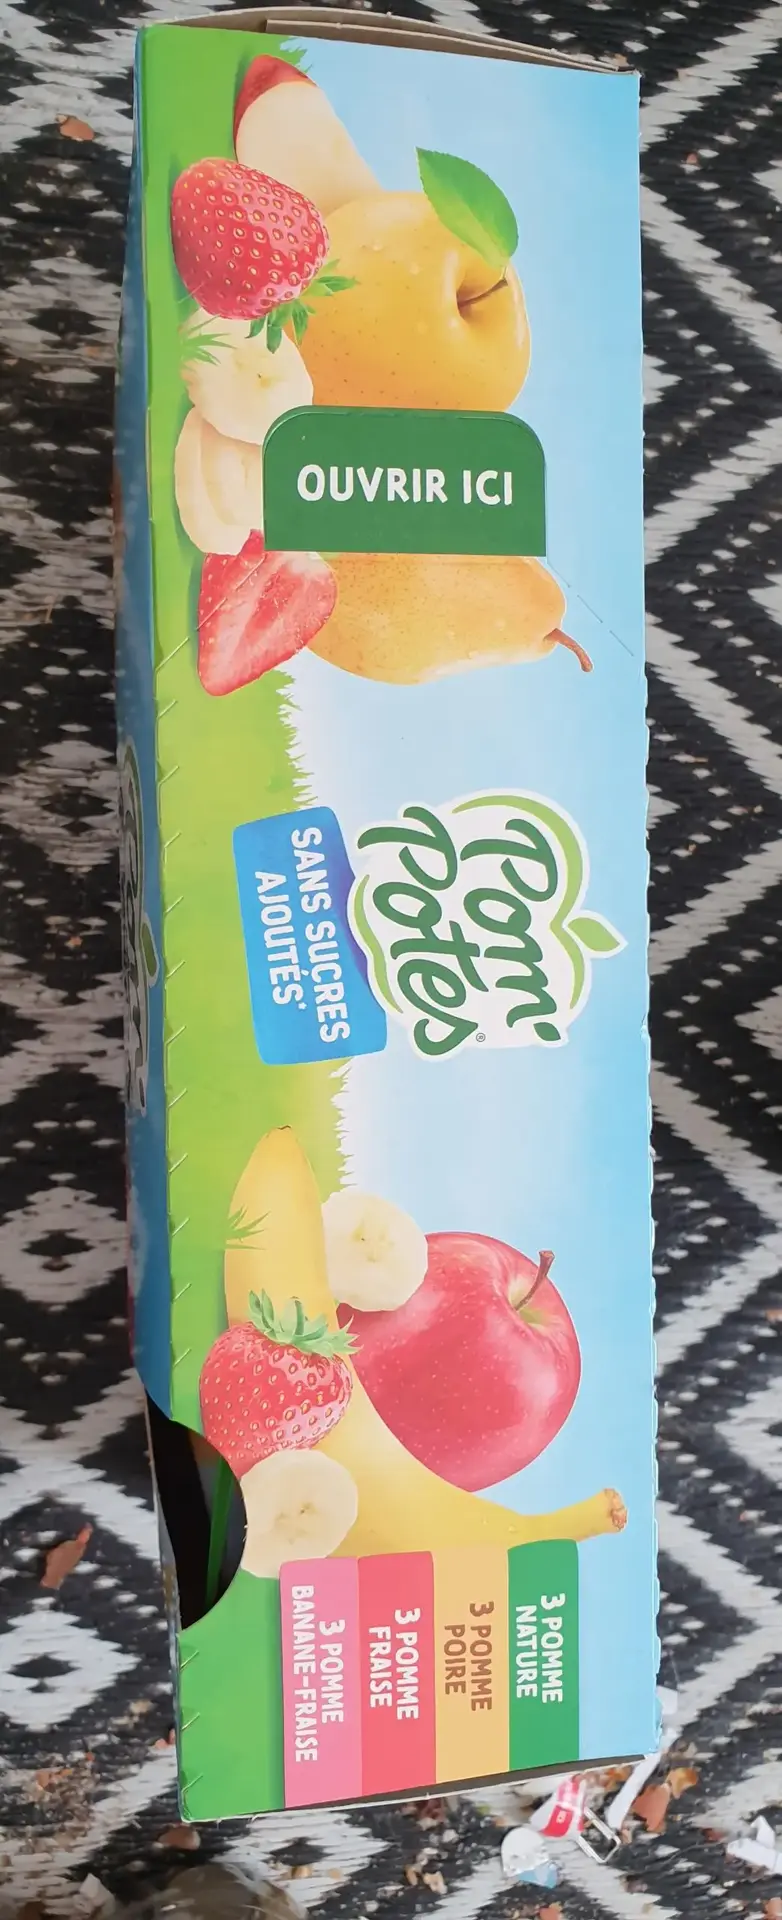 OUVRIR ICI
Pom'
Potes®
SANS SUCRES
AJOUTÉS*
3 POMME
NATURE
3 POMME
POIRE
3 POMME
FRAISE
3 POMME
BANANE-FRAISE